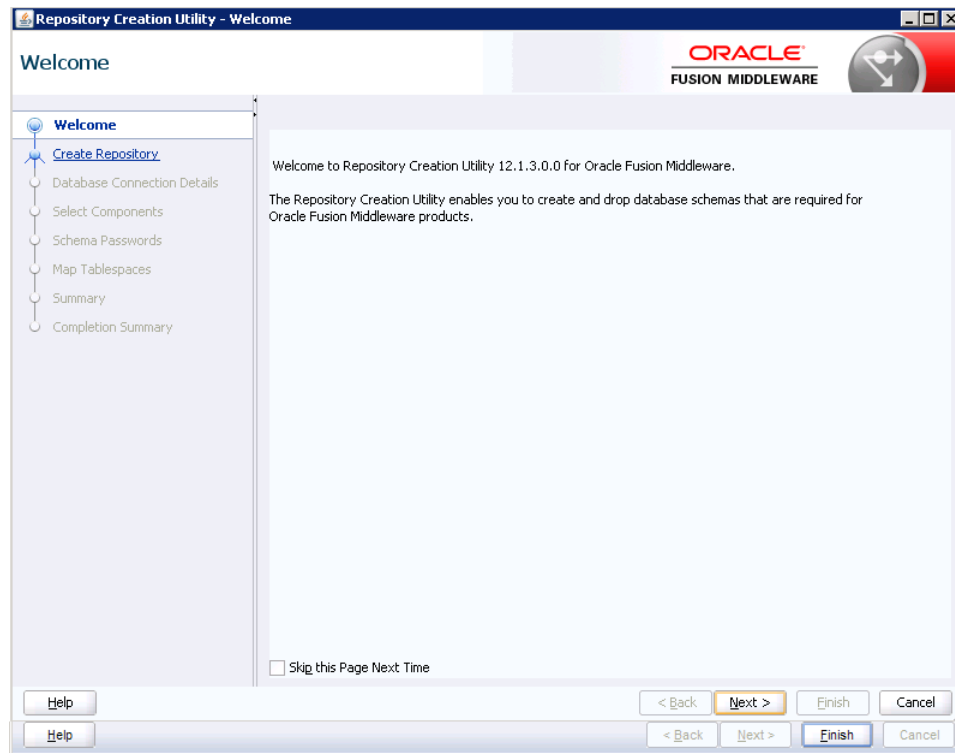 Repository Creation Utility - Welcome
Welcome
ORACLE
FUSION MIDDLEWARE
Welcome
Create Repository
Database Connection Details
Select Components
Schema Passwords
Map Tablespaces
Summary
Completion Summary
Welcome to Repository Creation Utility 12.1.3.0.0 for Oracle Fusion Middleware.
The Repository Creation Utility enables you to create and drop database schemas that are required for
Oracle Fusion Middleware products.
Skip this Page Next Time
Help < Back Next > Finish Cancel
Help < Back Next > Finish Cancel